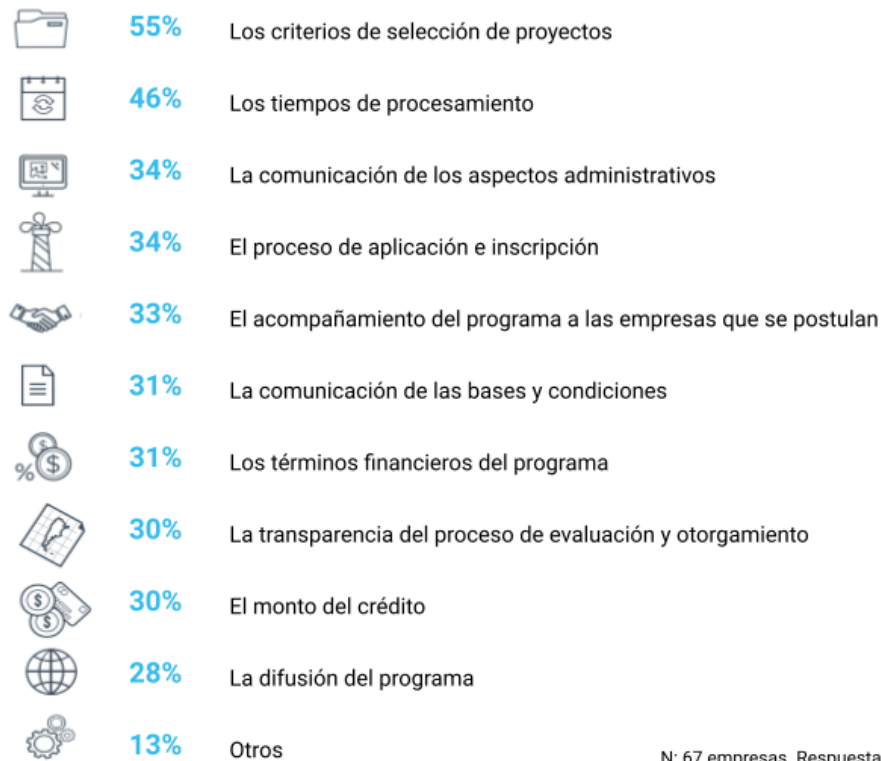 55% Los criterios de selección de proyectos
46% Los tiempos de procesamiento
34% La comunicación de los aspectos administrativos
34% El proceso de aplicación e inscripción
33% El acompañamiento del programa a las empresas que se postulan
31% La comunicación de las bases y condiciones
31% Los términos financieros del programa
30% La transparencia del proceso de evaluación y otorgamiento
30% El monto del crédito
28% La difusión del programa
13% Otros
N: 67 empresas. Respuesta